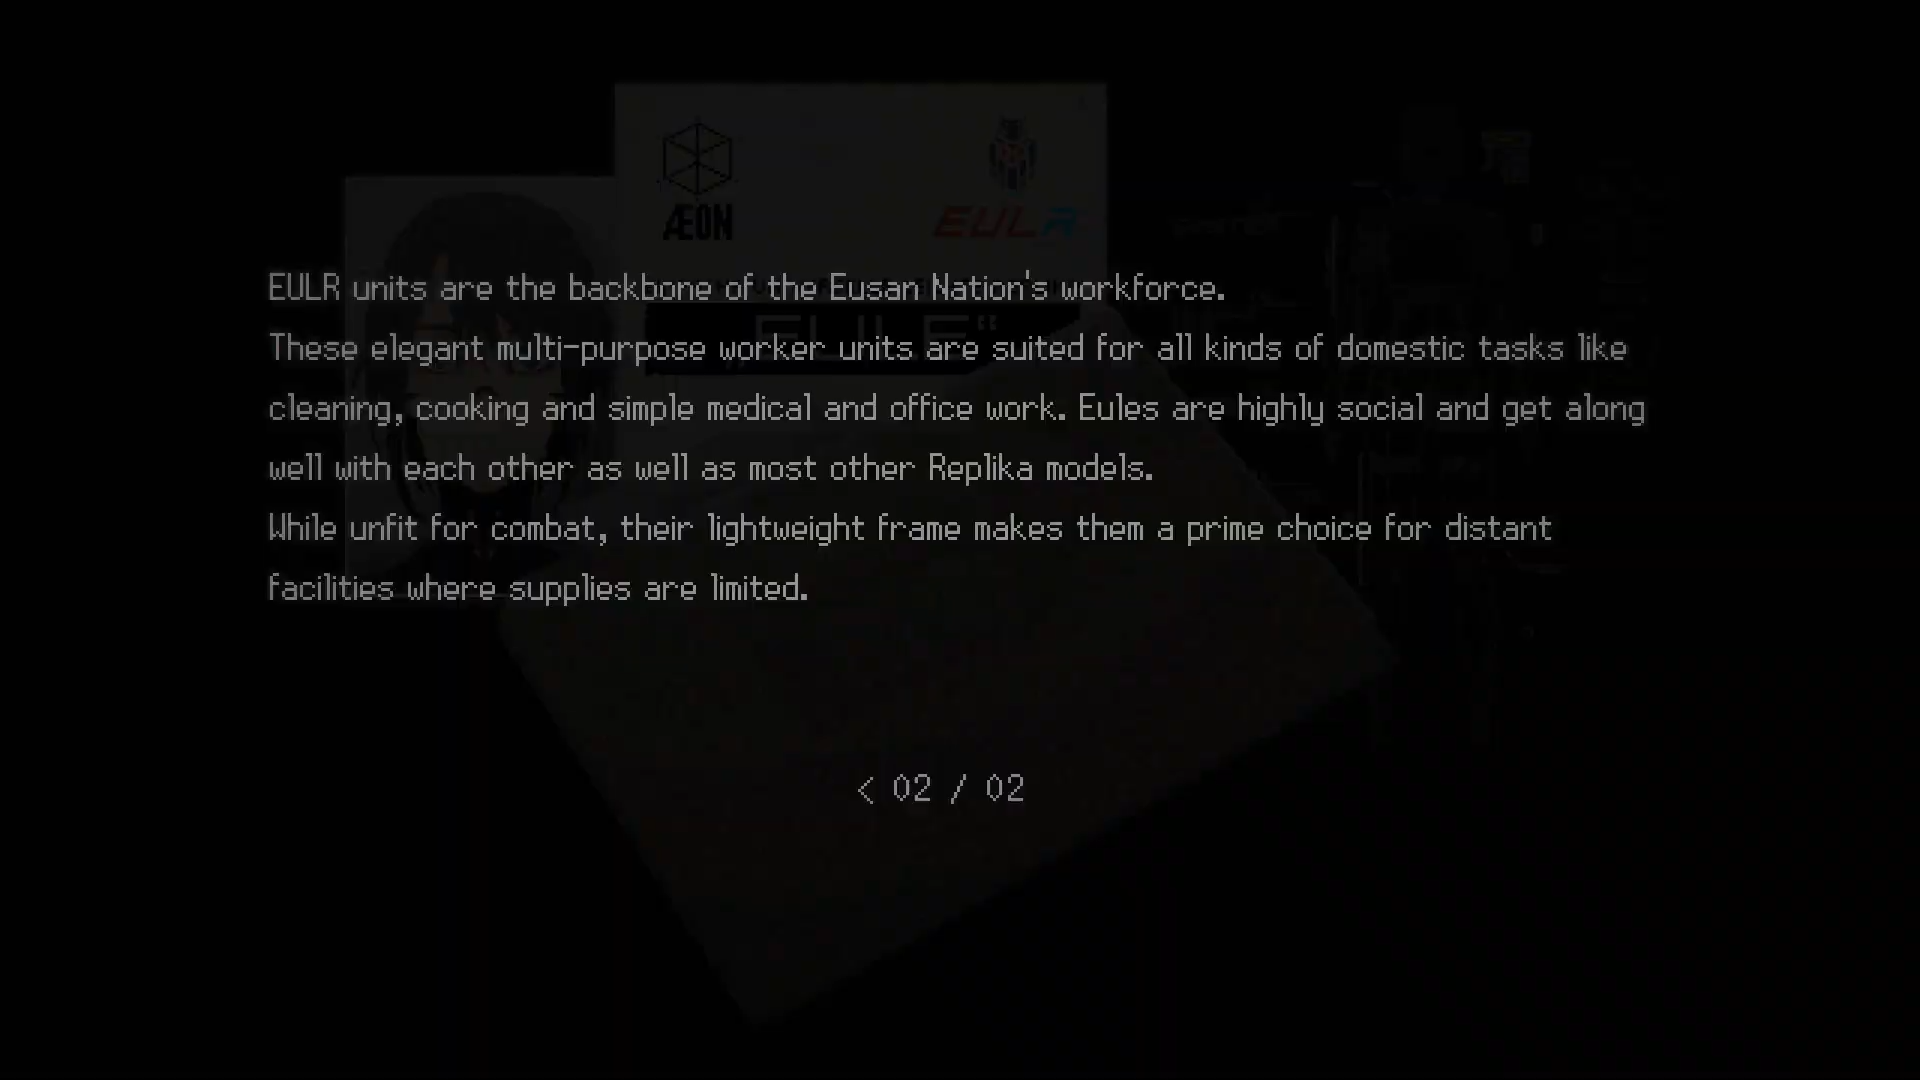 ÆON
EULR
EULR units are the backbone of the Eusan Nation's workforce.
„EULE“
These elegant multi-purpose worker units are suited for all kinds of domestic tasks like
cleaning, cooking and simple medical and office work. Eules are highly social and get along
well with each other as well as most other Replika models.
While unfit for combat, their lightweight frame makes them a prime choice for distant
facilities where supplies are limited.
< 02 / 02